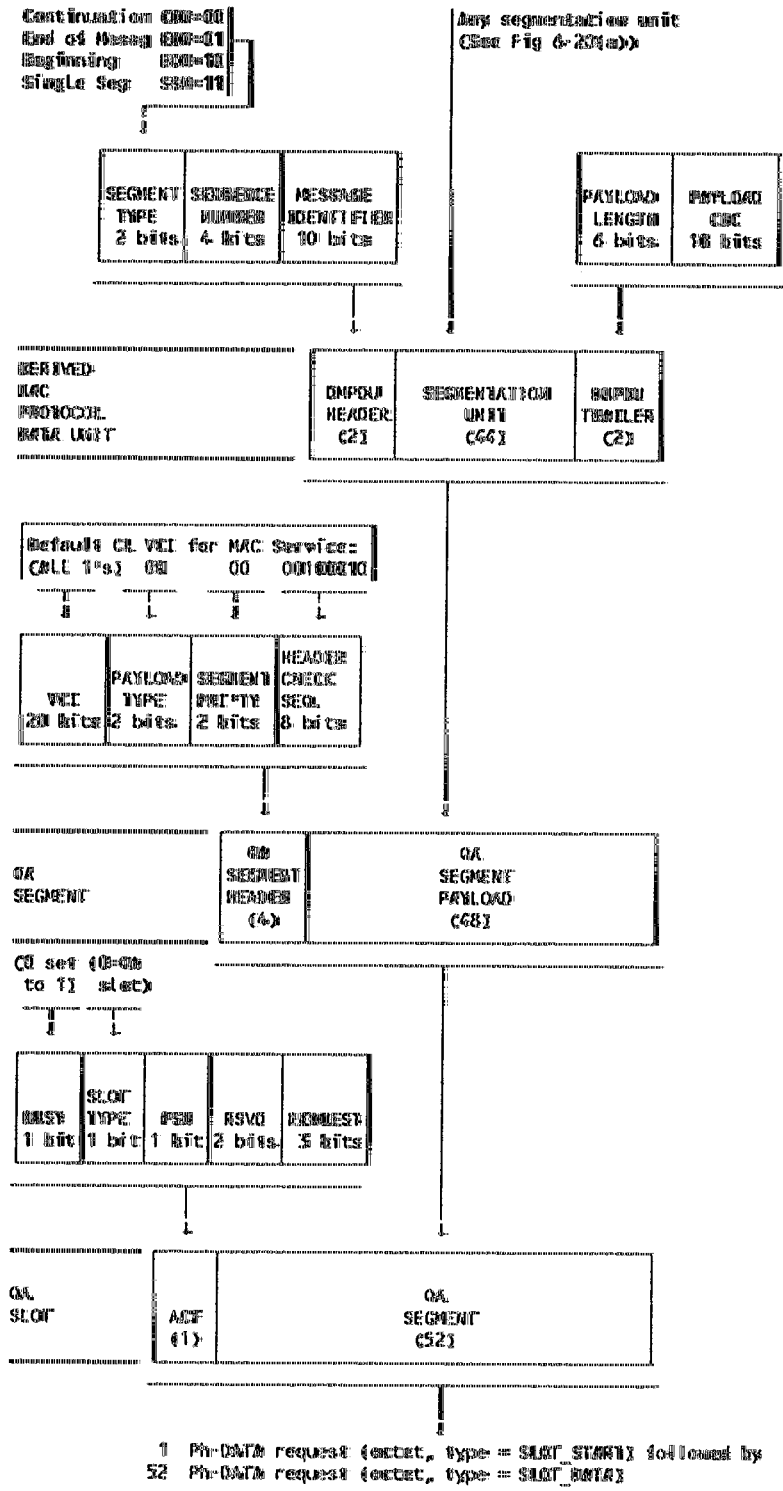 Continuation COM=00
End of Messg EOM=01
Beginning BOM=10
Single Seg SSM=11
Any segmentation unit
(See Fig 6-20(a))
SEGMENT TYPE 2 bits
SEQUENCE NUMBER 4 bits
MESSAGE IDENTIFIER 10 bits
PAYLOAD LENGTH 6 bits
PAYLOAD CRC 10 bits
DERIVED
MAC
PROTOCOL
DATA UNIT
DMPDU HEADER (2)
SEGMENTATION UNIT (44)
DMPDU TRAILER (2)
Default CL VCI for MAC Service:
(ALL 1's) 00 00 00100010
VCI 20 bits
PAYLOAD TYPE 2 bits
SEGMENT PRI'TY 2 bits
HEADER CHECK SEQ. 8 bits
QA
SEGMENT
QA SEGMENT HEADER (4)
QA SEGMENT PAYLOAD (48)
(0 set (0=QA
to 1) slot)
BUSY 1 bit
SLOT TYPE 1 bit
PSR 1 bit
RSVD 2 bits
REQUEST 3 bits
QA
SLOT
ACF (1)
QA SEGMENT (52)
1 Ph-DATA request (octet, type = SLOT_START) followed by
52 Ph-DATA request (octet, type = SLOT_DATA)